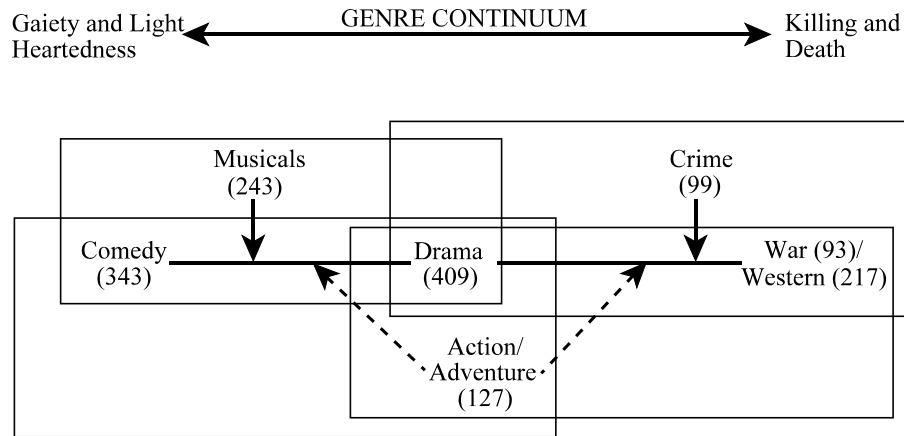 GENRE CONTINUUM
Gaiety and Light
Heartedness
Killing and
Death
Musicals
(243)
Crime
(99)
Comedy
(343)
Drama
(409)
War (93)/
Western (217)
Action/
Adventure
(127)